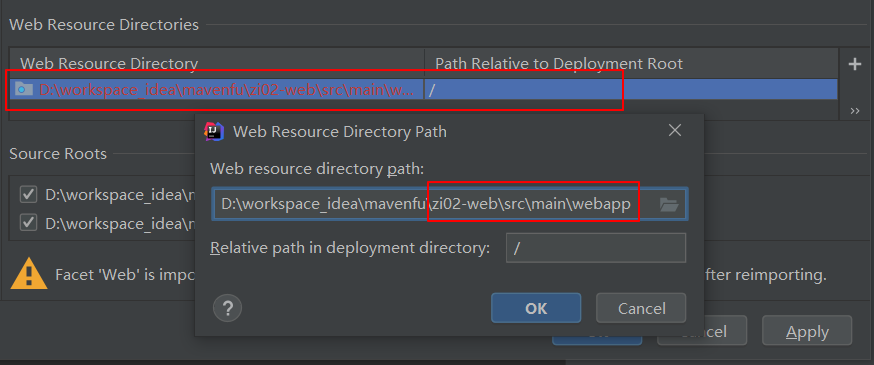 Web Resource Directories
Web Resource Directory Path Relative to Deployment Root
D:\workspace_idea\mavenfu\zi02-web\src\main\w... /
Web Resource Directory Path
Web resource directory path:
D:\workspace_idea\mavenfu\zi02-web\src\main\webapp
Relative path in deployment directory: /
? OK Cancel
Source Roots
D:\workspace_idea\
D:\workspace_idea\
Facet 'Web' is impo after reimporting.
Cancel Apply